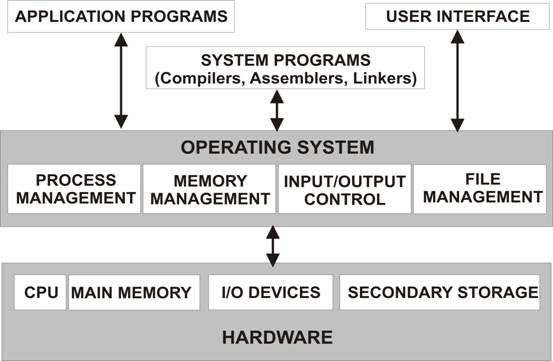 APPLICATION PROGRAMS
USER INTERFACE
SYSTEM PROGRAMS
(Compilers, Assemblers, Linkers)
OPERATING SYSTEM
PROCESS
MANAGEMENT
MEMORY
MANAGEMENT
INPUT/OUTPUT
CONTROL
FILE
MANAGEMENT
CPU
MAIN MEMORY
I/O DEVICES
SECONDARY STORAGE
HARDWARE